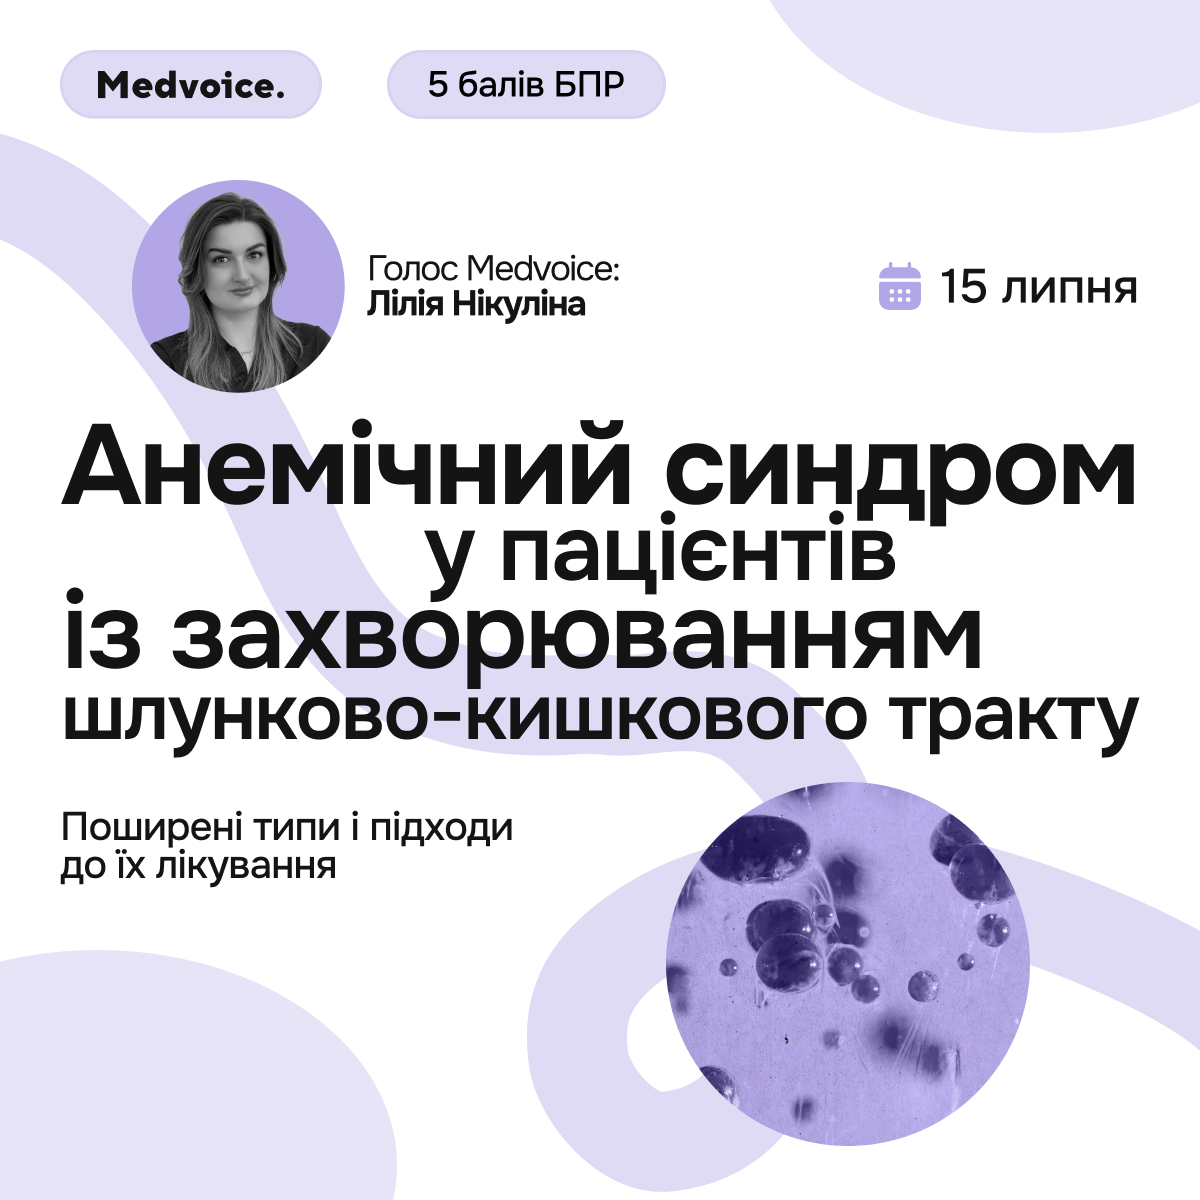 Medvoice.
5 балів БПР
Голос Medvoice:
Лілія Нікуліна
15 липня
Анемічний синдром
у пацієнтів
із захворюванням
шлунково-кишкового тракту
Поширені типи і підходи
до їх лікування